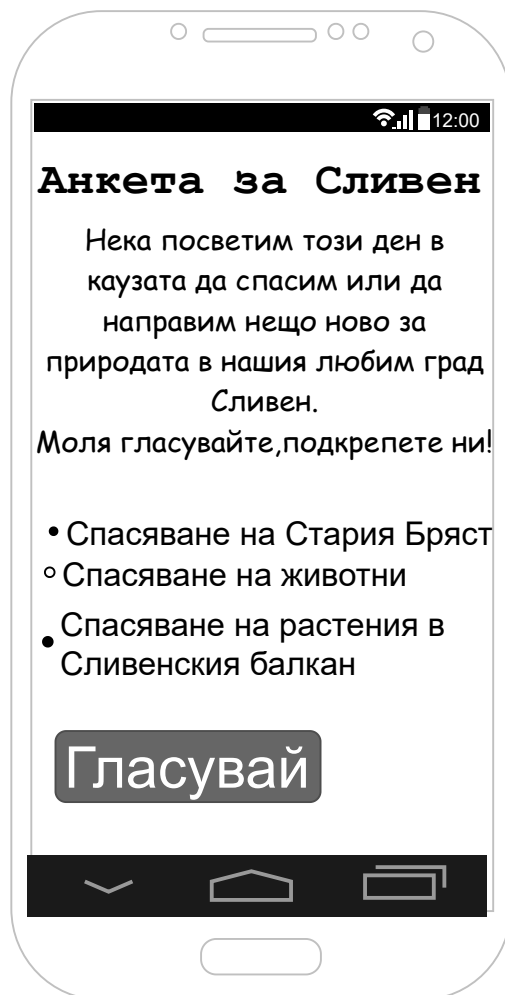 12:00
Анкета за Сливен
Нека посветим този ден в
каузата да спасим или да
направим нещо ново за
природата в нашия любим град
Сливен.
Моля гласувайте,подкрепете ни!
Спасяване на Стария Бряст
Спасяване на животни
Спасяване на растения в
Сливенския балкан
Гласувай